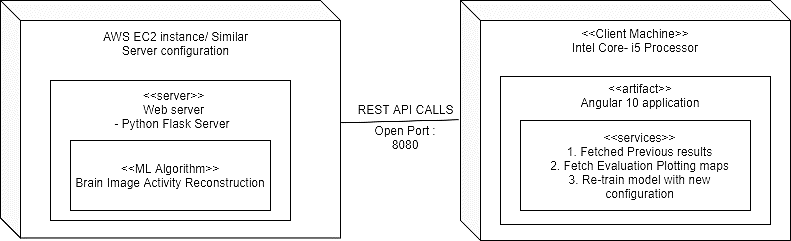 AWS EC2 instance/ Similar
Server configuration
<<server>>
Web server
- Python Flask Server
<<ML Algorithm>>
Brain Image Activity Reconstruction
REST API CALLS
Open Port :
8080
<<Client Machine>>
Intel Core- i5 Processor
<<artifact>>
Angular 10 application
<<services>>
1. Fetched Previous results
2. Fetch Evaluation Plotting maps
3. Re-train model with new
configuration